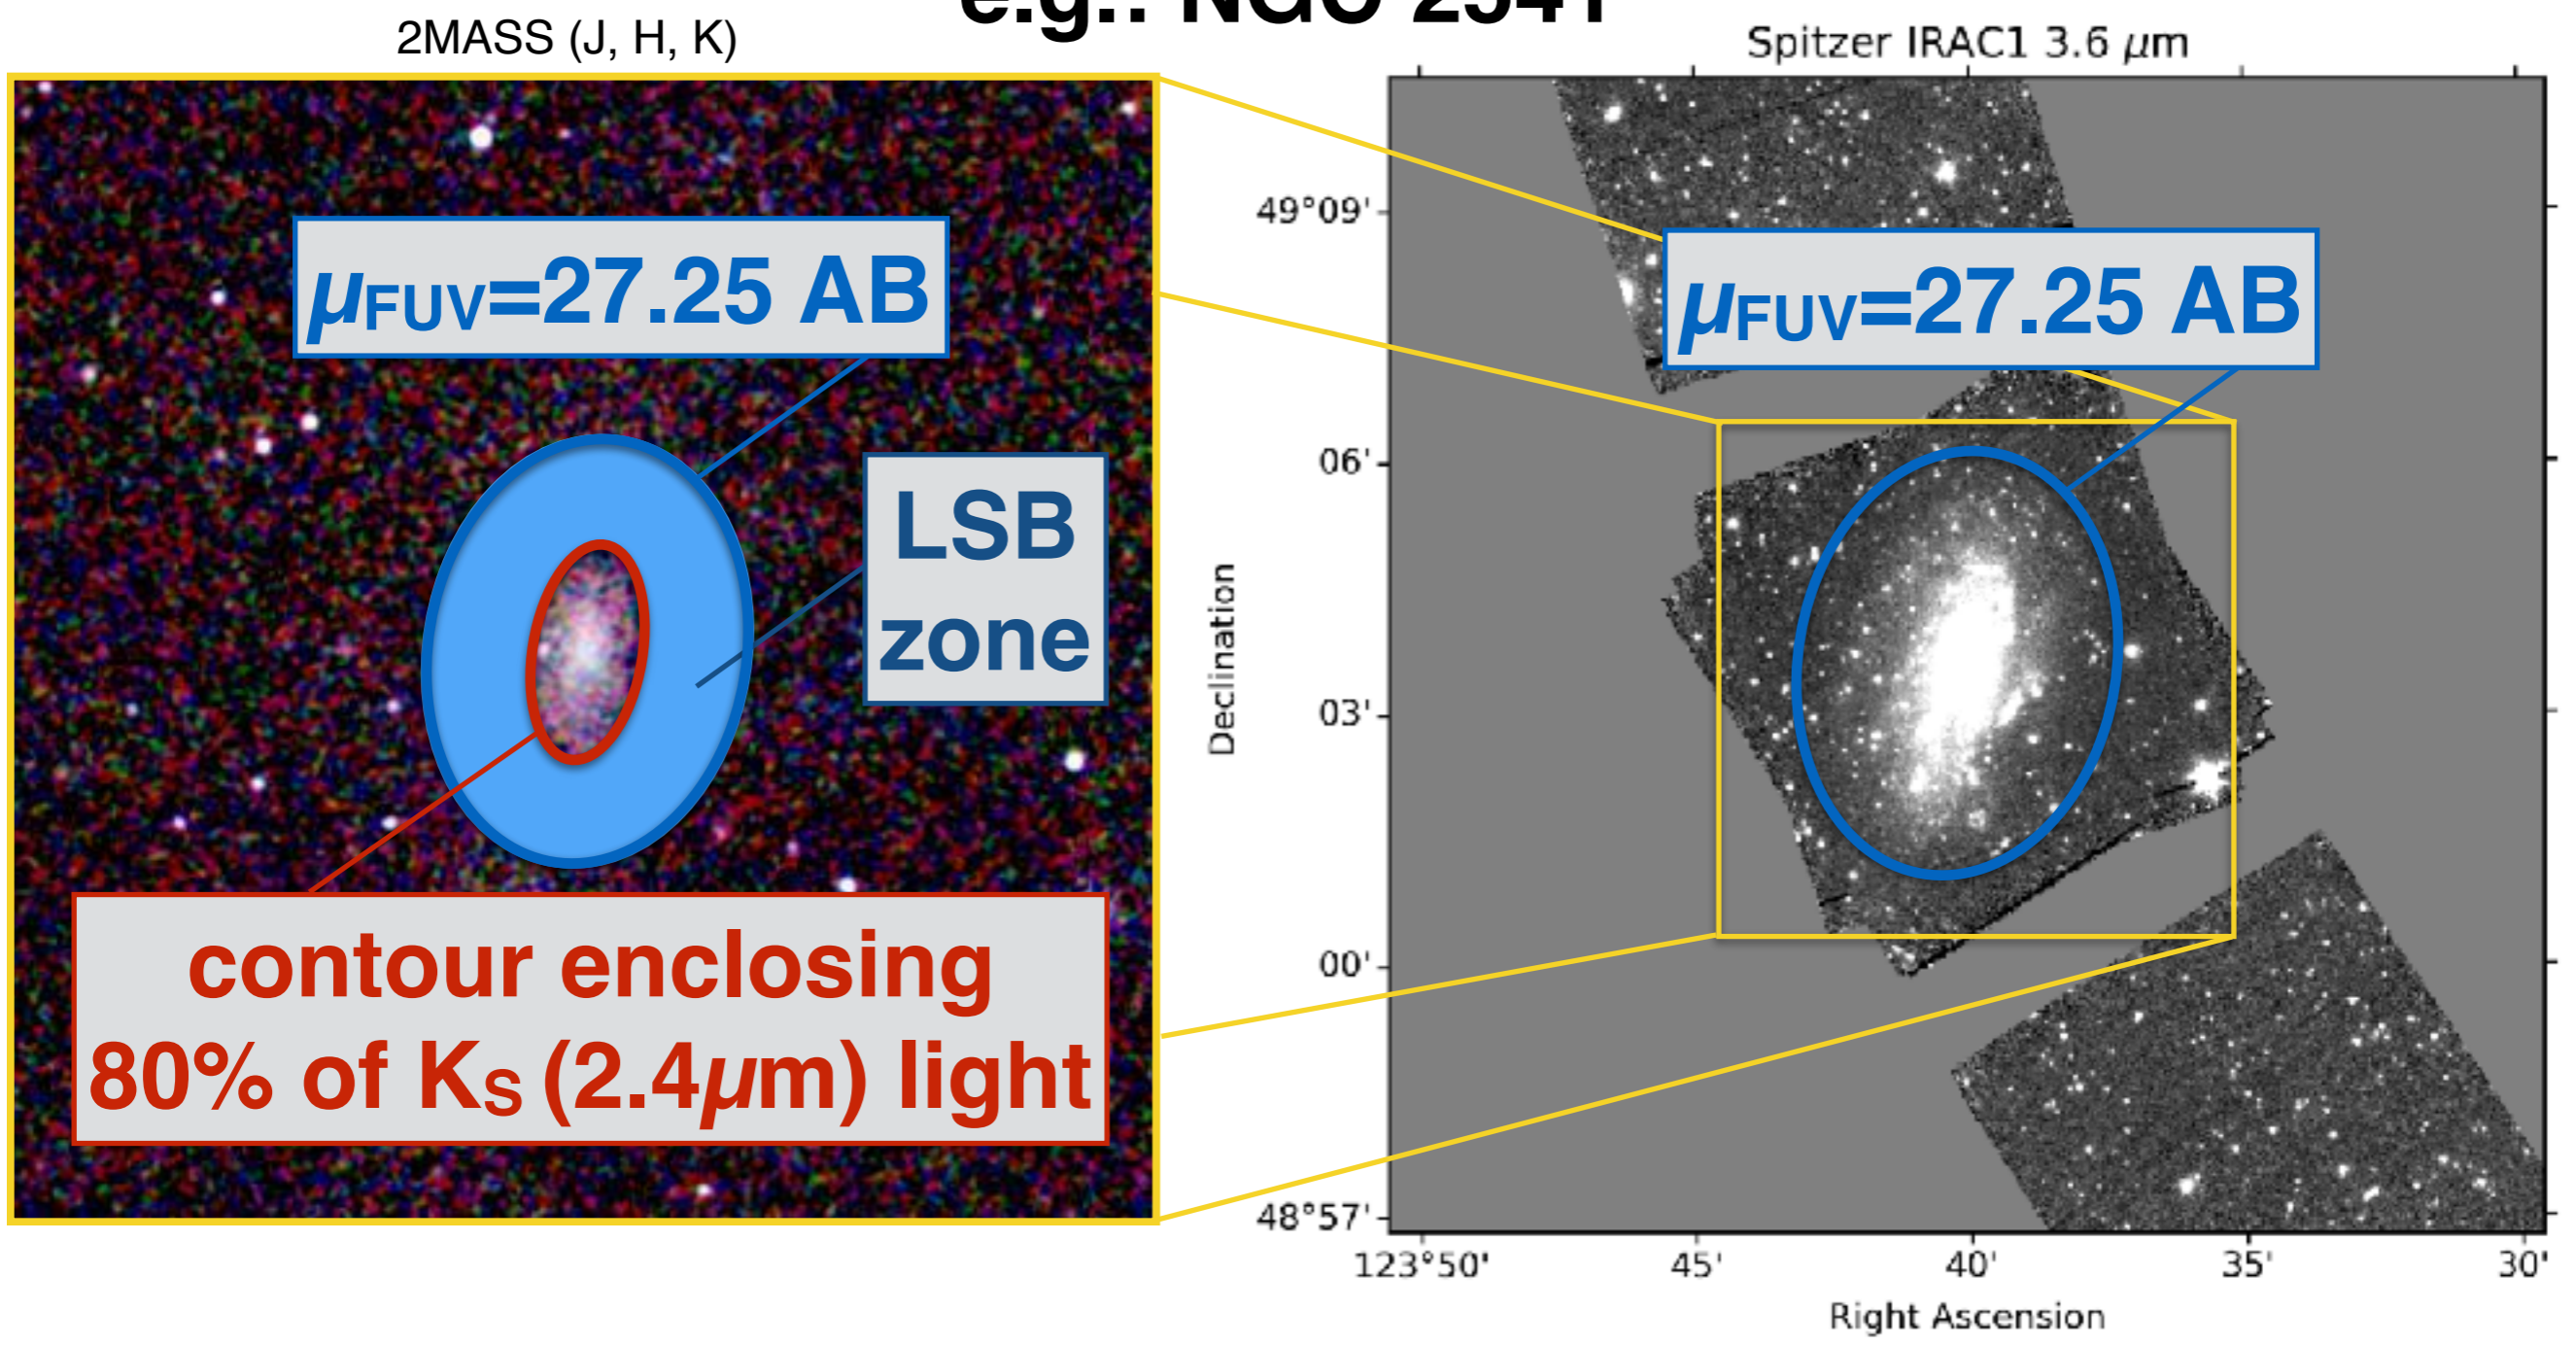 2MASS (J, H, K)
Spitzer IRAC1 3.6 μm
μFUV=27.25 AB
LSB
zone
contour enclosing
80% of KS (2.4μm) light
μFUV=27.25 AB
Declination
49°09'
06'
03'
00'
48°57'
123°50'
45'
40'
35'
30'
Right Ascension